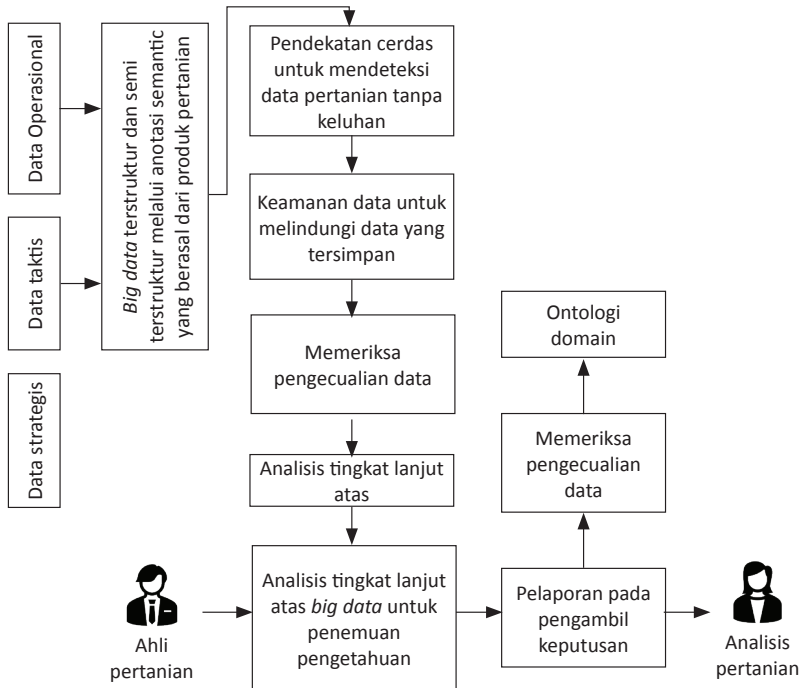 Data Operasional
Data taktis
Data strategis
Big data terstruktur dan semi
terstruktur melalui anotasi semantic
yang berasal dari produk pertanian
Pendekatan cerdas
untuk mendeteksi
data pertanian tanpa
keluhan
Keamanan data untuk
melindungi data yang
tersimpan
Memeriksa
pengecualian data
Analisis tingkat lanjut
atas
Ahli
pertanian
Analisis tingkat lanjut
atas big data untuk
penemuan
pengetahuan
Ontologi
domain
Memeriksa
pengecualian
data
Pelaporan pada
pengambil
keputusan
Analisis
pertanian